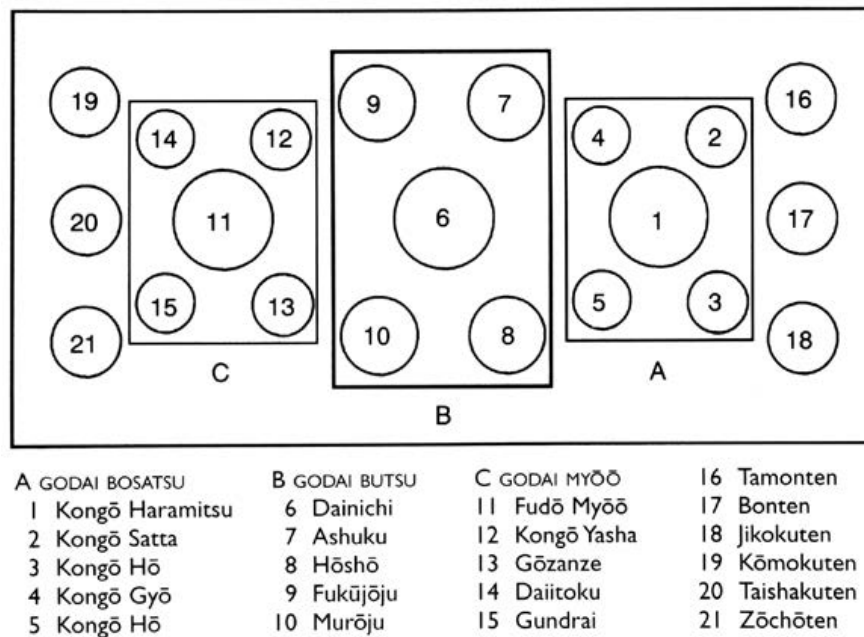 19 9 7 16
14 12 4 2
20 11 6 1 17
15 13 5 3
21 10 8 18
C A
B
A GODAI BOSATSU
1 Kongō Haramitsu
2 Kongō Satta
3 Kongō Hō
4 Kongō Gyō
5 Kongō Hō
B GODAI BUTSU
6 Dainichi
7 Ashuku
8 Hōshō
9 Fukūjōju
10 Murōju
C GODAI MYŌŌ
11 Fudō Myōō
12 Kongō Yasha
13 Gōzanze
14 Daiitoku
15 Gundrai
16 Tamonten
17 Bonten
18 Jikokuten
19 Kōmokuten
20 Taishakuten
21 Zōchōten